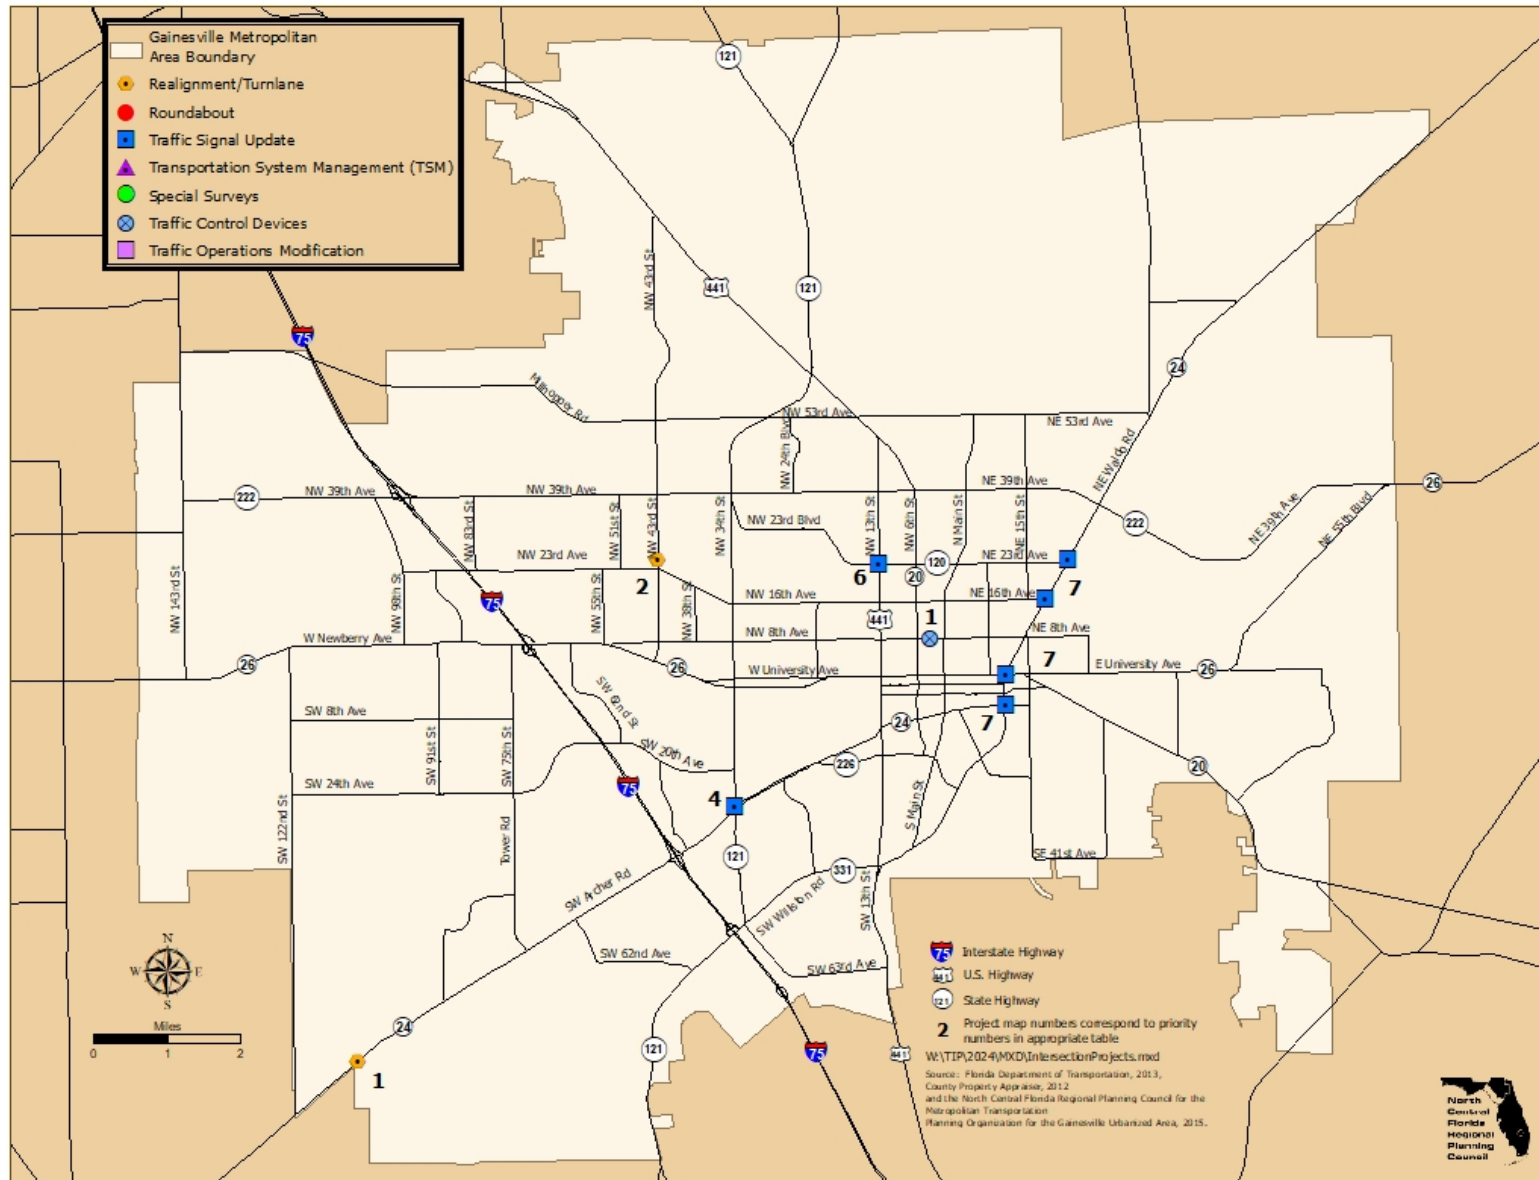 Gainesville Metropolitan
Area Boundary
Realignment/Turnlane
Roundabout
Traffic Signal Update
Transportation System Management (TSM)
Special Surveys
Traffic Control Devices
Traffic Operations Modification
121
NW 43rd St
441
121
75
24
Millhopper Rd
NW 53rd Ave
NE 53rd Ave
NW 24th Blvd
NE Waldo Rd
222
NW 39th Ave
NW 39th Ave
NE 39th Ave
26
NW 83rd St
NW 51st St
NW 43rd St
NW 34th St
NW 23rd Blvd
NW 13th St
NW 6th St
N Main St
NE 15th St
222
NE 39th Ave
NE 55th Blvd
NW 143rd St
NW 98th St
NW 23rd Ave
2
6
20
120
NE 23rd Ave
7
75
NW 55th St
NW 38th St
NW 16th Ave
NE 16th Ave
441
1
W Newberry Ave
NW 8th Ave
NE 8th Ave
26
26
W University Ave
7
E University Ave
26
SW 62nd St
SW 8th Ave
SW 91st St
SW 75th St
24
7
SW 20th Ave
226
20
SW 24th Ave
75
4
S Main St
SW 122nd St
Tower Rd
121
SE 41st Ave
SW Archer Rd
331
SW Williston Rd
SW 13th St
SW 62nd Ave
SW 63rd Ave
N
W
E
S
Miles
0
1
2
24
1
121
75
441
75
Interstate Highway
441
U.S. Highway
121
State Highway
2
Project map numbers correspond to priority
numbers in appropriate table
W:\TIP\2024\MXD\IntersectionProjects.mxd
Source: Florida Department of Transportation, 2013,
County Property Appraiser, 2012
and the North Central Florida Regional Planning Council for the
Metropolitan Transportation
Planning Organization for the Gainesville Urbanized Area, 2015.
North
Central
Florida
Regional
Planning
Council